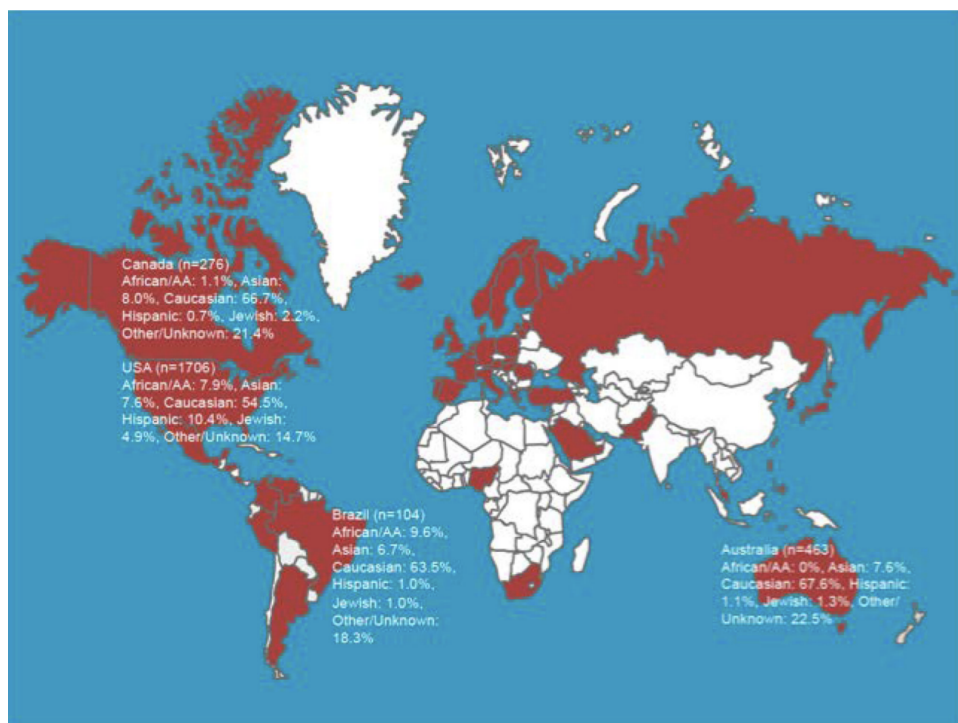 Canada (n=276)
African/AA: 1.1%, Asian:
8.0%, Caucasian: 66.7%,
Hispanic: 0.7%, Jewish: 2.2%,
Other/Unknown: 21.4%
USA (n=1706)
African/AA: 7.9%, Asian:
7.6%, Caucasian: 54.5%,
Hispanic: 10.4%, Jewish:
4.9%, Other/Unknown: 14.7%
Brazil (n=104)
African/AA: 9.6%,
Asian: 6.7%,
Caucasian: 63.5%,
Hispanic: 1.0%,
Jewish: 1.0%,
Other/Unknown:
18.3%
Australia (n=463)
African/AA: 0%, Asian: 7.6%,
Caucasian: 67.6%, Hispanic:
1.1%, Jewish: 1.3%, Other/
Unknown: 22.5%